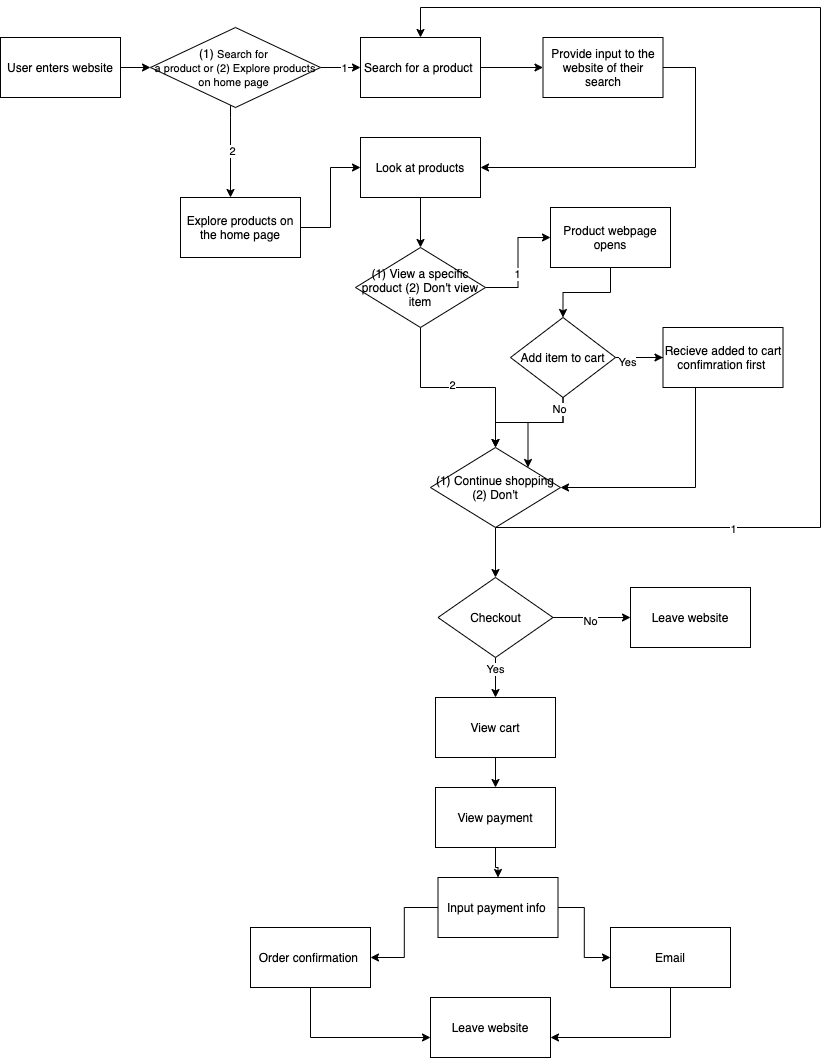 User enters website
(1) Search for
a product or (2) Explore products
on home page
1
Search for a product
Provide input to the
website of their
search
2
Look at products
Explore products on
the home page
Product webpage
opens
(1) View a specific
product (2) Don't view
item
1
Add item to cart
Yes
Recieve added to cart
confimration first
2
No
(1) Continue shopping
(2) Don't
1
Checkout
No
Leave website
Yes
View cart
View payment
Input payment info
Order confirmation
Email
Leave website